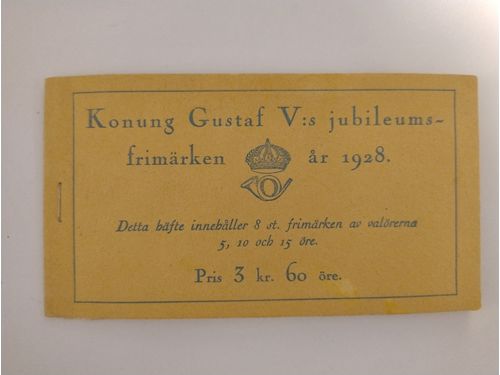 Konung Gustaf V:s jubileums-
frimärken år 1928.
Detta häfte innehåller 8 st. frimärken av valörerna
5, 10 och 15 öre.
Pris 3 kr. 60 öre.